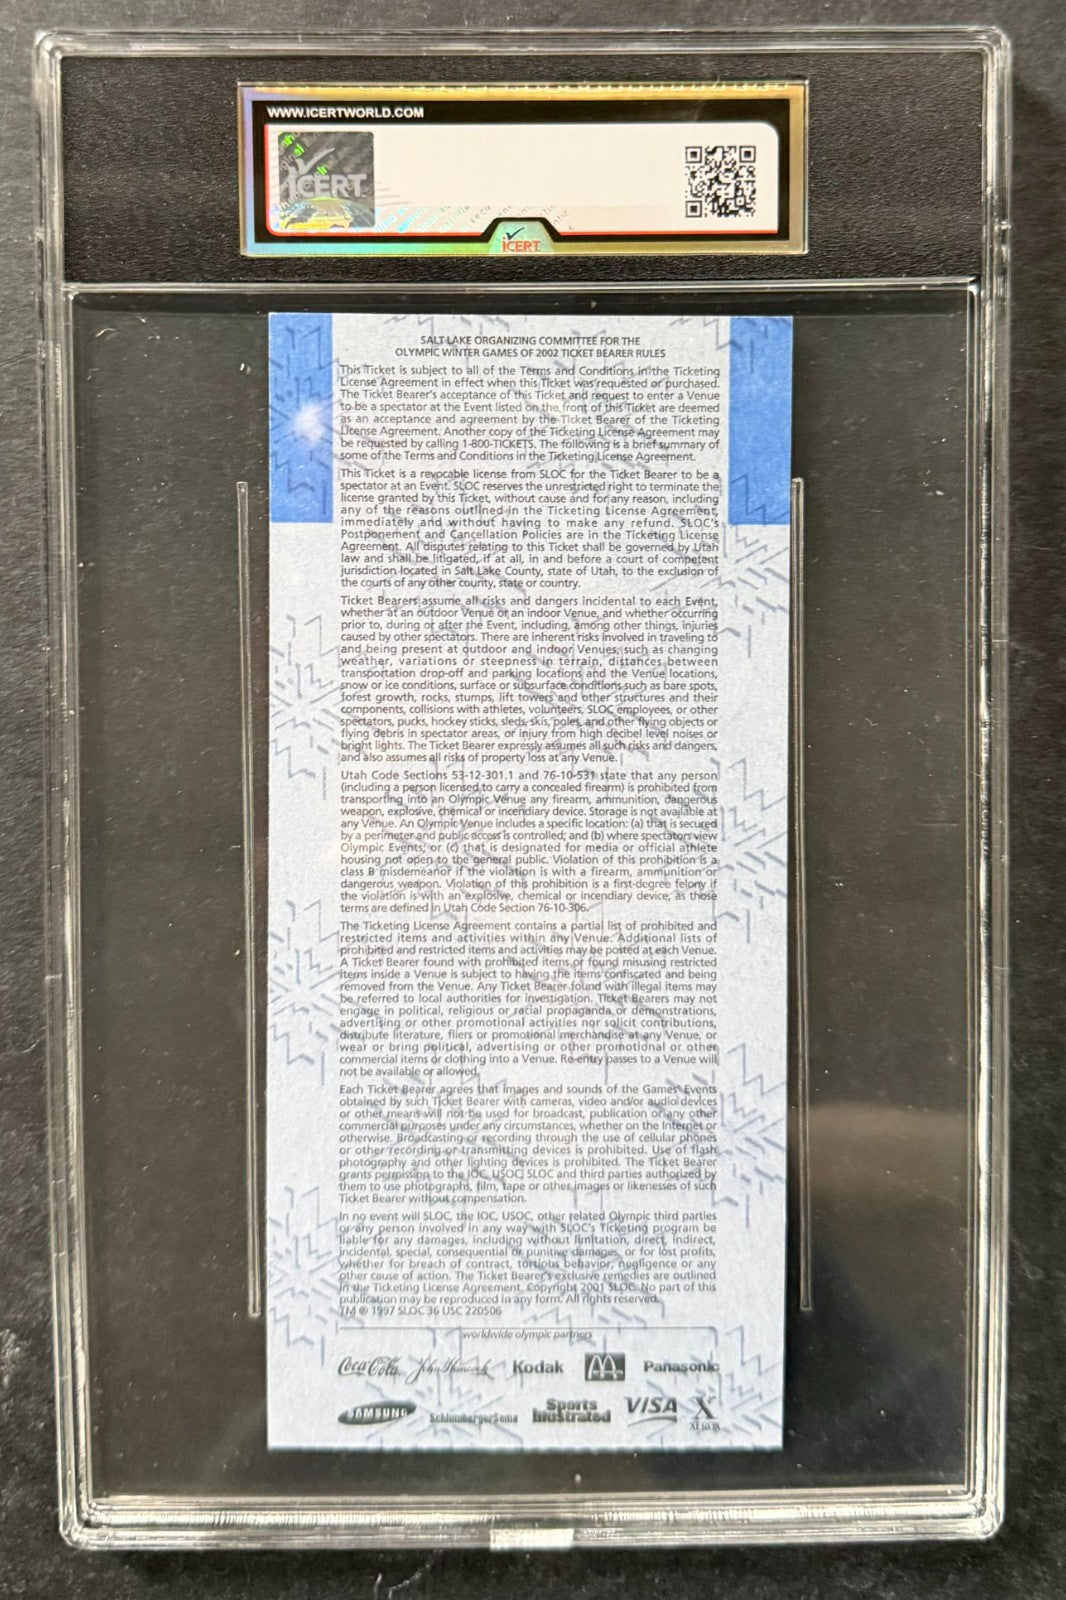 WWW.ICERTWORLD.COM
iCERT
iCERT
SALT LAKE ORGANIZING COMMITTEE FOR THE
OLYMPIC WINTER GAMES OF 2002 TICKET BEARER RULES
This Ticket is subject to all of the Terms and Conditions in the Ticketing
License Agreement in effect when this Ticket was requested or purchased.
The Ticket Bearer's acceptance of this Ticket and request to enter a Venue
to be a spectator at the Event listed on the front of this Ticket are deemed
as an acceptance and agreement by the Ticket Bearer of the Ticketing
License Agreement. Another copy of the Ticketing License Agreement may
be requested by calling 1-800-TICKETS. The following is a brief summary of
some of the Terms and Conditions in the Ticketing License Agreement.
This Ticket is a revocable license from SLOC for the Ticket Bearer to be a
spectator at an Event. SLOC reserves the unrestricted right to terminate the
license granted by this Ticket, without cause and for any reason, including
any of the reasons outlined in the Ticketing License Agreement,
immediately and without having to make any refund. SLOC's
Postponement and Cancellation Policies are in the Ticketing License
Agreement. All disputes relating to this Ticket shall be governed by Utah
law and shall be litigated, if at all, in and before a court of competent
jurisdiction located in Salt Lake County, state of Utah, to the exclusion of
the courts of any other county, state or country.
Ticket Bearers assume all risks and dangers incidental to each Event,
whether at an outdoor Venue or an indoor Venue, and whether occurring
prior to, during or after the Event, including, among other things, injuries
caused by other spectators. There are inherent risks involved in traveling to
and being present at outdoor and indoor Venues, such as changing
weather, variations or steepness in terrain, distances between
transportation drop-off and parking locations and the Venue locations,
snow or ice conditions, surface or subsurface conditions such as bare spots,
forest growth, rocks, stumps, lift towers and other structures and their
components, collisions with athletes, volunteers, SLOC employees, or other
spectators, pucks, hockey sticks, sleds, skis, poles, and other flying objects or
flying debris in spectator areas, or injury from high decibel level noises or
bright lights. The Ticket Bearer expressly assumes all such risks and dangers,
and also assumes all risks of property loss at any Venue.
Utah Code Sections 53-12-301.1 and 76-10-531 state that any person
(including a person licensed to carry a concealed firearm) is prohibited from
transporting into an Olympic Venue any firearm, ammunition, dangerous
weapon, explosive, chemical or incendiary device. Storage is not available at
any Venue. An Olympic Venue includes a specific location: (a) that is secured
by a perimeter and public access is controlled; and (b) where spectators view
Olympic Events; or (c) that is designated for media or official athlete
housing not open to the general public. Violation of this prohibition is a
class B misdemeanor if the violation is with a firearm, ammunition or
dangerous weapon. Violation of this prohibition is a first-degree felony if
the violation is with an explosive, chemical or incendiary device, as those
terms are defined in Utah Code Section 76-10-306.
The Ticketing License Agreement contains a partial list of prohibited and
restricted items and activities within any Venue. Additional lists of
prohibited and restricted items and activities may be posted at each Venue.
A Ticket Bearer found with prohibited items or found misusing restricted
items inside a Venue is subject to having the items confiscated and being
removed from the Venue. Any Ticket Bearer found with illegal items may
be referred to local authorities for investigation. Ticket Bearers may not
engage in political, religious or racial propaganda or demonstrations,
advertising or other promotional activities nor solicit contributions,
distribute literature, fliers or promotional merchandise at any Venue, or
wear or bring political, advertising or other promotional or other
commercial items or clothing into a Venue. Re-entry passes to a Venue will
not be available or allowed.
Each Ticket Bearer agrees that images and sounds of the Games' Events
obtained by such Ticket Bearer with cameras, video and/or audio devices
or other means will not be used for broadcast, publication or any other
commercial purposes under any circumstances, whether on the Internet or
otherwise. Broadcasting or recording through the use of cellular phones
or other recording or transmitting devices is prohibited. Use of flash
photography and other lighting devices is prohibited. The Ticket Bearer
grants permission to the IOC, USOC, SLOC and third parties authorized by
them to use photographs, film, tape or other images or likenesses of such
Ticket Bearer without compensation.
In no event will SLOC, the IOC, USOC, other related Olympic third parties
or any person involved in any way with SLOC's Ticketing program be
liable for any damages, including without limitation, direct, indirect,
incidental, special, consequential or punitive damages, or for lost profits,
whether for breach of contract, tortious behavior, negligence or any
other cause of action. The Ticket Bearer's exclusive remedies are outlined
in the Ticketing License Agreement. Copyright 2001 SLOC. No part of this
publication may be reproduced in any form. All rights reserved.
TM ® 1997 SLOC 36 USC 220506
worldwide olympic partners
Coca-Cola John Hancock Kodak Panasonic
SAMSUNG SchlumbergerSema Sports Illustrated VISA X XEROX